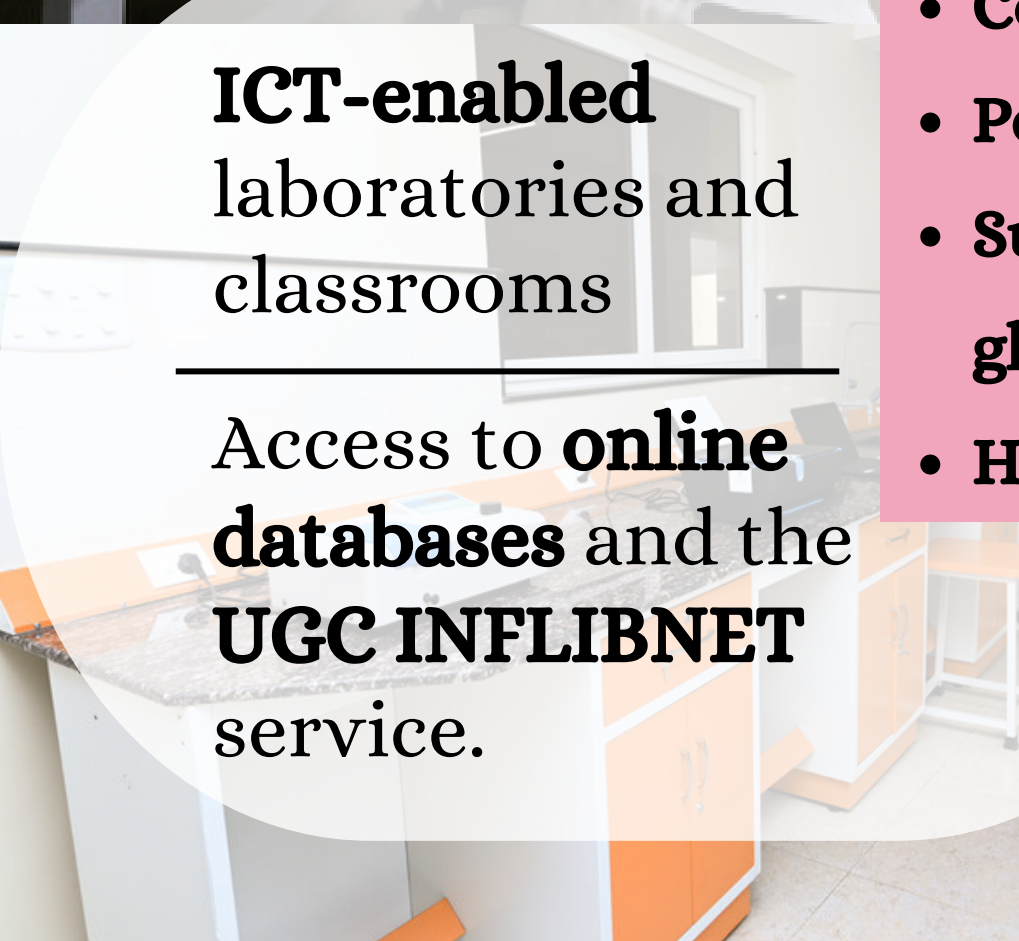 ICT-enabled
laboratories and
classrooms
Access to online
databases and the
UGC INFLIBNET
service.